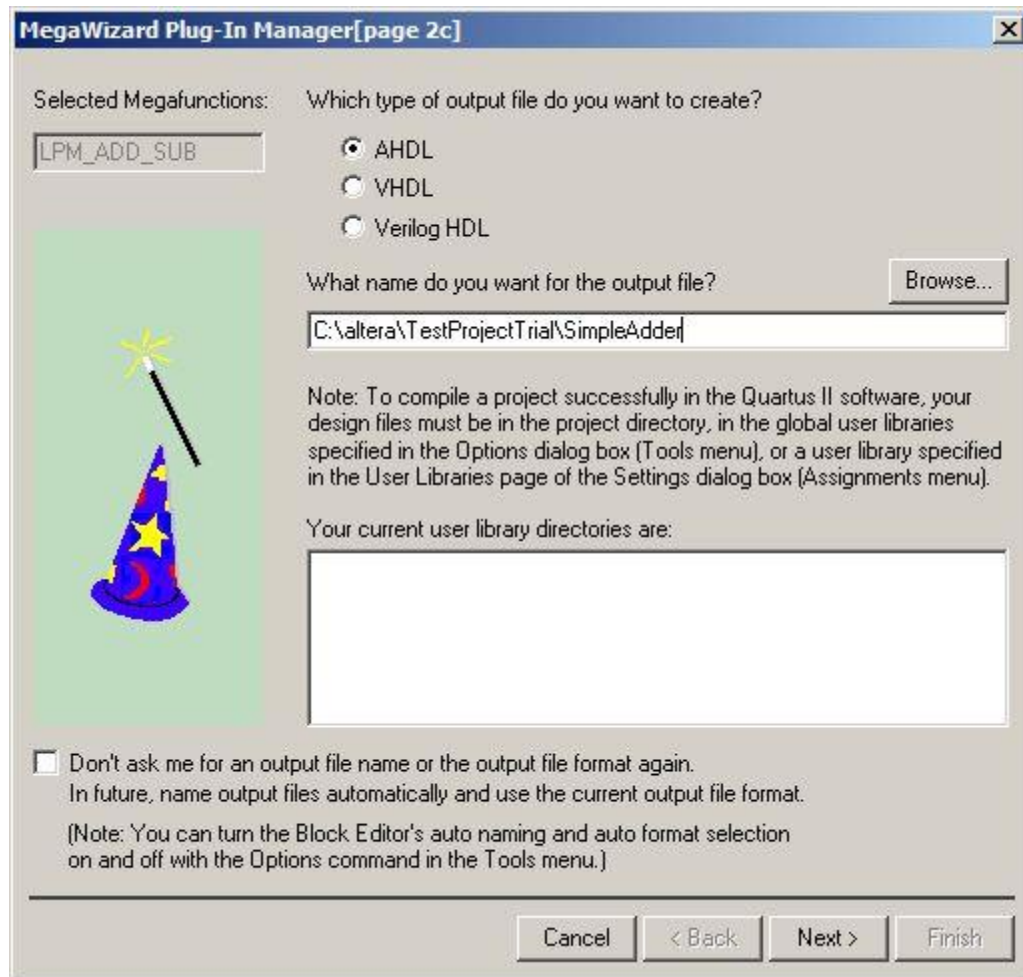 MegaWizard Plug-In Manager[page 2c]
Selected Megafunctions:
LPM_ADD_SUB
Which type of output file do you want to create?
AHDL
VHDL
Verilog HDL
What name do you want for the output file?
Browse...
C:\altera\TestProjectTrial\SimpleAdder
Note: To compile a project successfully in the Quartus II software, your
design files must be in the project directory, in the global user libraries
specified in the Options dialog box (Tools menu), or a user library specified
in the User Libraries page of the Settings dialog box (Assignments menu).
Your current user library directories are:
Don't ask me for an output file name or the output file format again.
In future, name output files automatically and use the current output file format.
(Note: You can turn the Block Editor's auto naming and auto format selection
on and off with the Options command in the Tools menu.)
Cancel
< Back
Next >
Finish